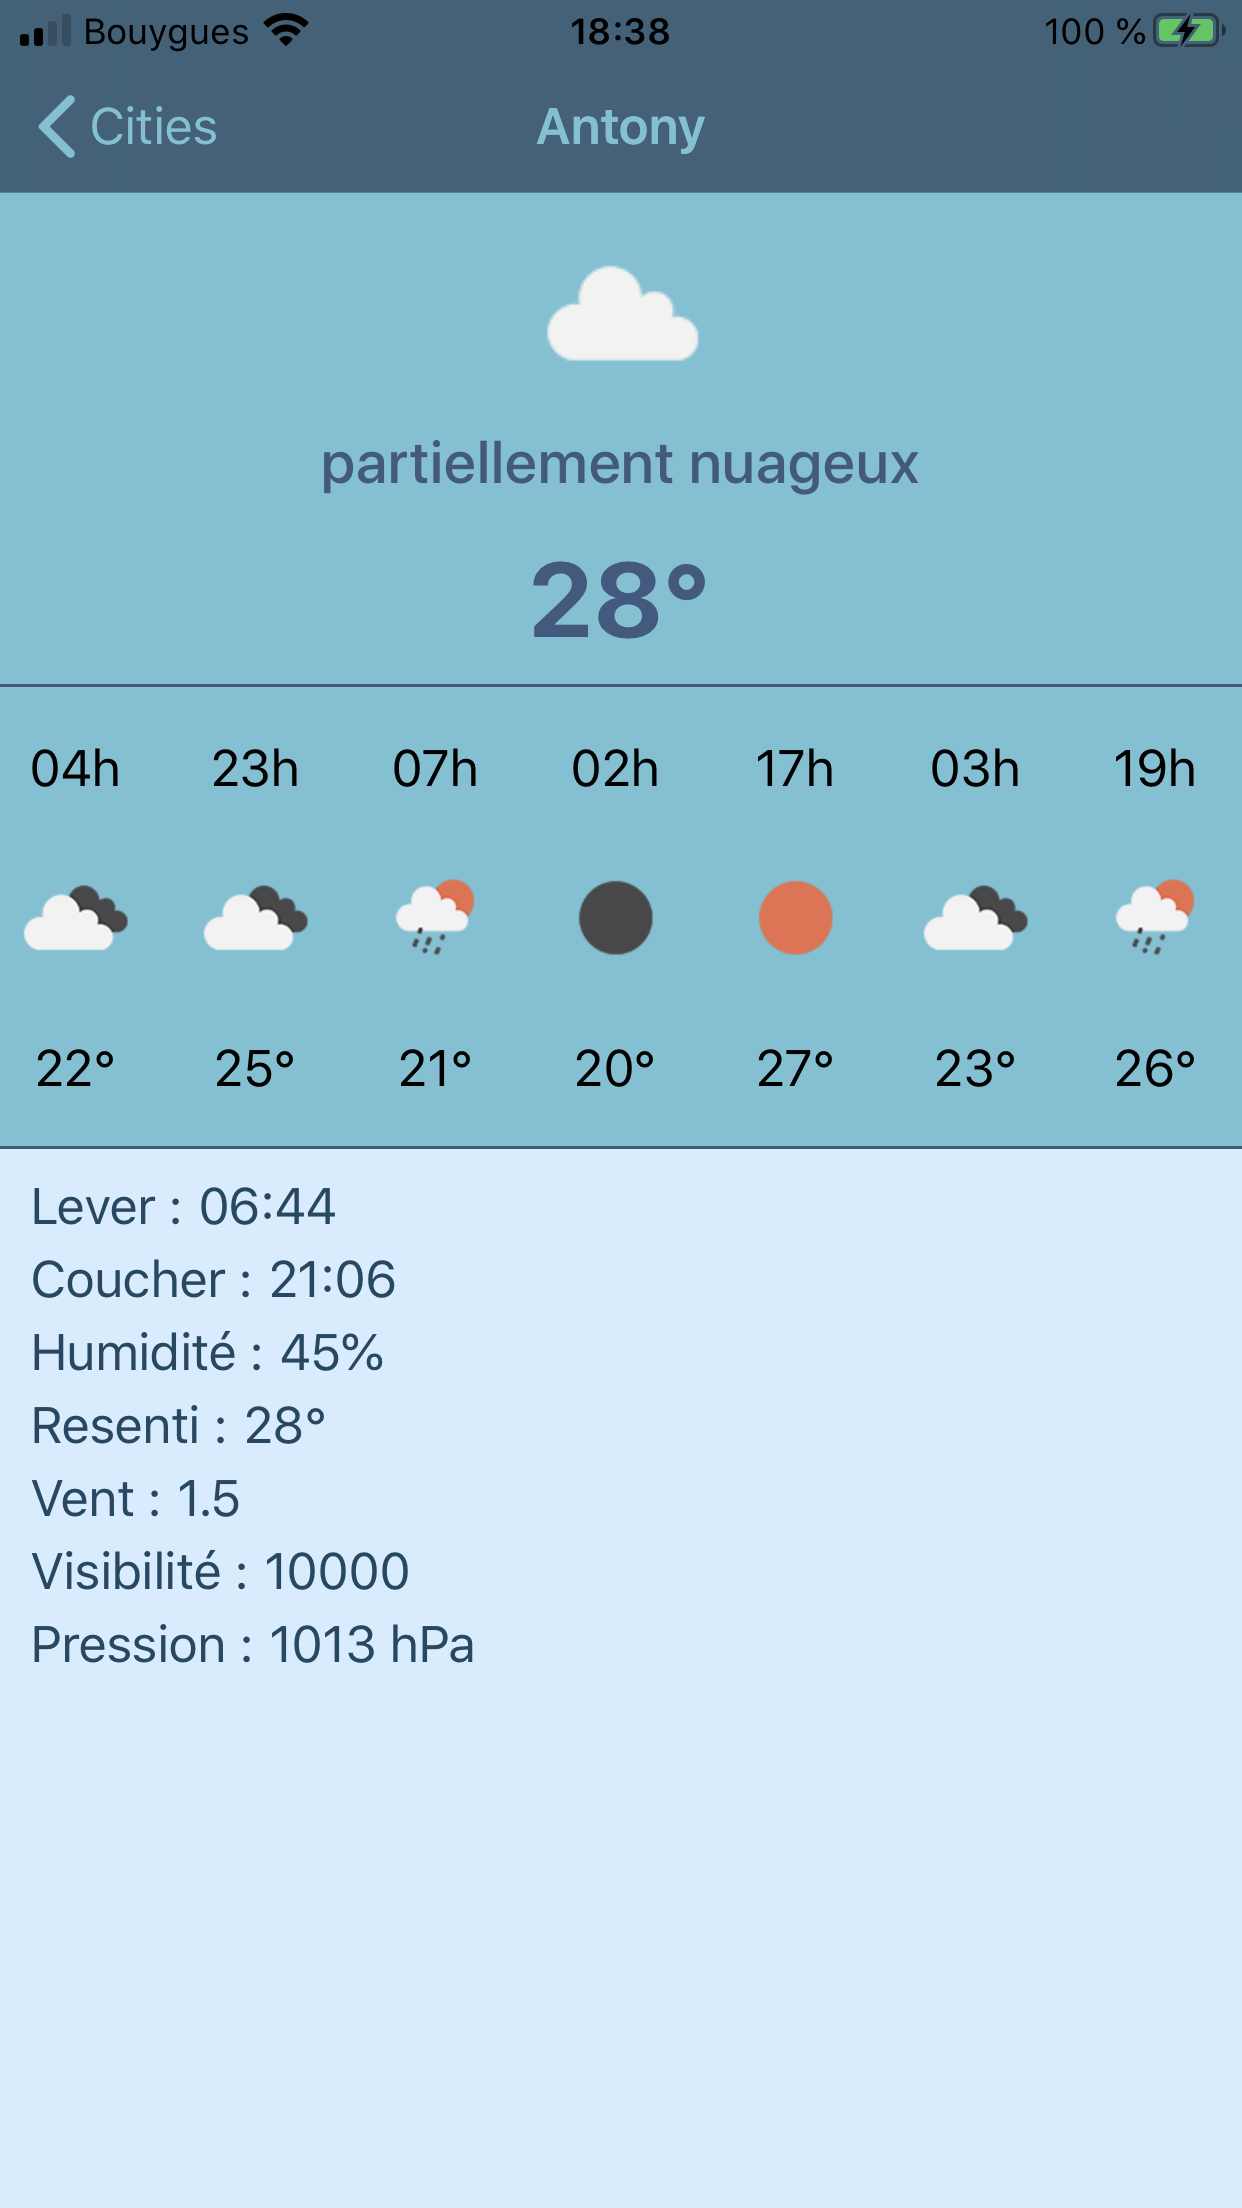 Bouygues 18:38 100 %
Cities Antony
partiellement nuageux
28°
04h 23h 07h 02h 17h 03h 19h
22° 25° 21° 20° 27° 23° 26°
Lever : 06:44
Coucher : 21:06
Humidité : 45%
Resenti : 28°
Vent : 1.5
Visibilité : 10000
Pression : 1013 hPa